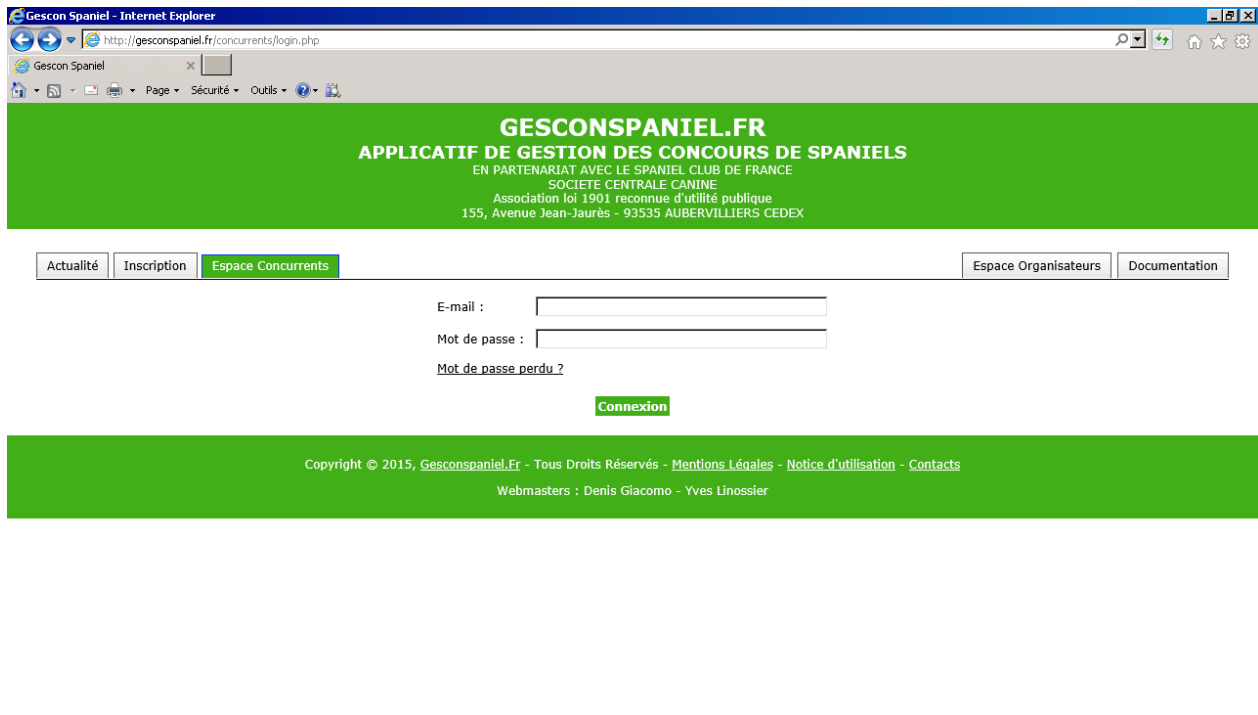 Gescon Spaniel - Internet Explorer
http://gesconspaniel.fr/concurrents/login.php
Gescon Spaniel
Page Sécurité Outils
GESCONSPANIEL.FR
APPLICATIF DE GESTION DES CONCOURS DE SPANIELS
EN PARTENARIAT AVEC LE SPANIEL CLUB DE FRANCE
SOCIETE CENTRALE CANINE
Association loi 1901 reconnue d'utilité publique
155, Avenue Jean-Jaurès - 93535 AUBERVILLIERS CEDEX
Actualité Inscription Espace Concurrents Espace Organisateurs Documentation
E-mail :
Mot de passe :
Mot de passe perdu ?
Connexion
Copyright © 2015, Gesconspaniel.Fr - Tous Droits Réservés - Mentions Légales - Notice d'utilisation - Contacts
Webmasters : Denis Giacomo - Yves Linossier